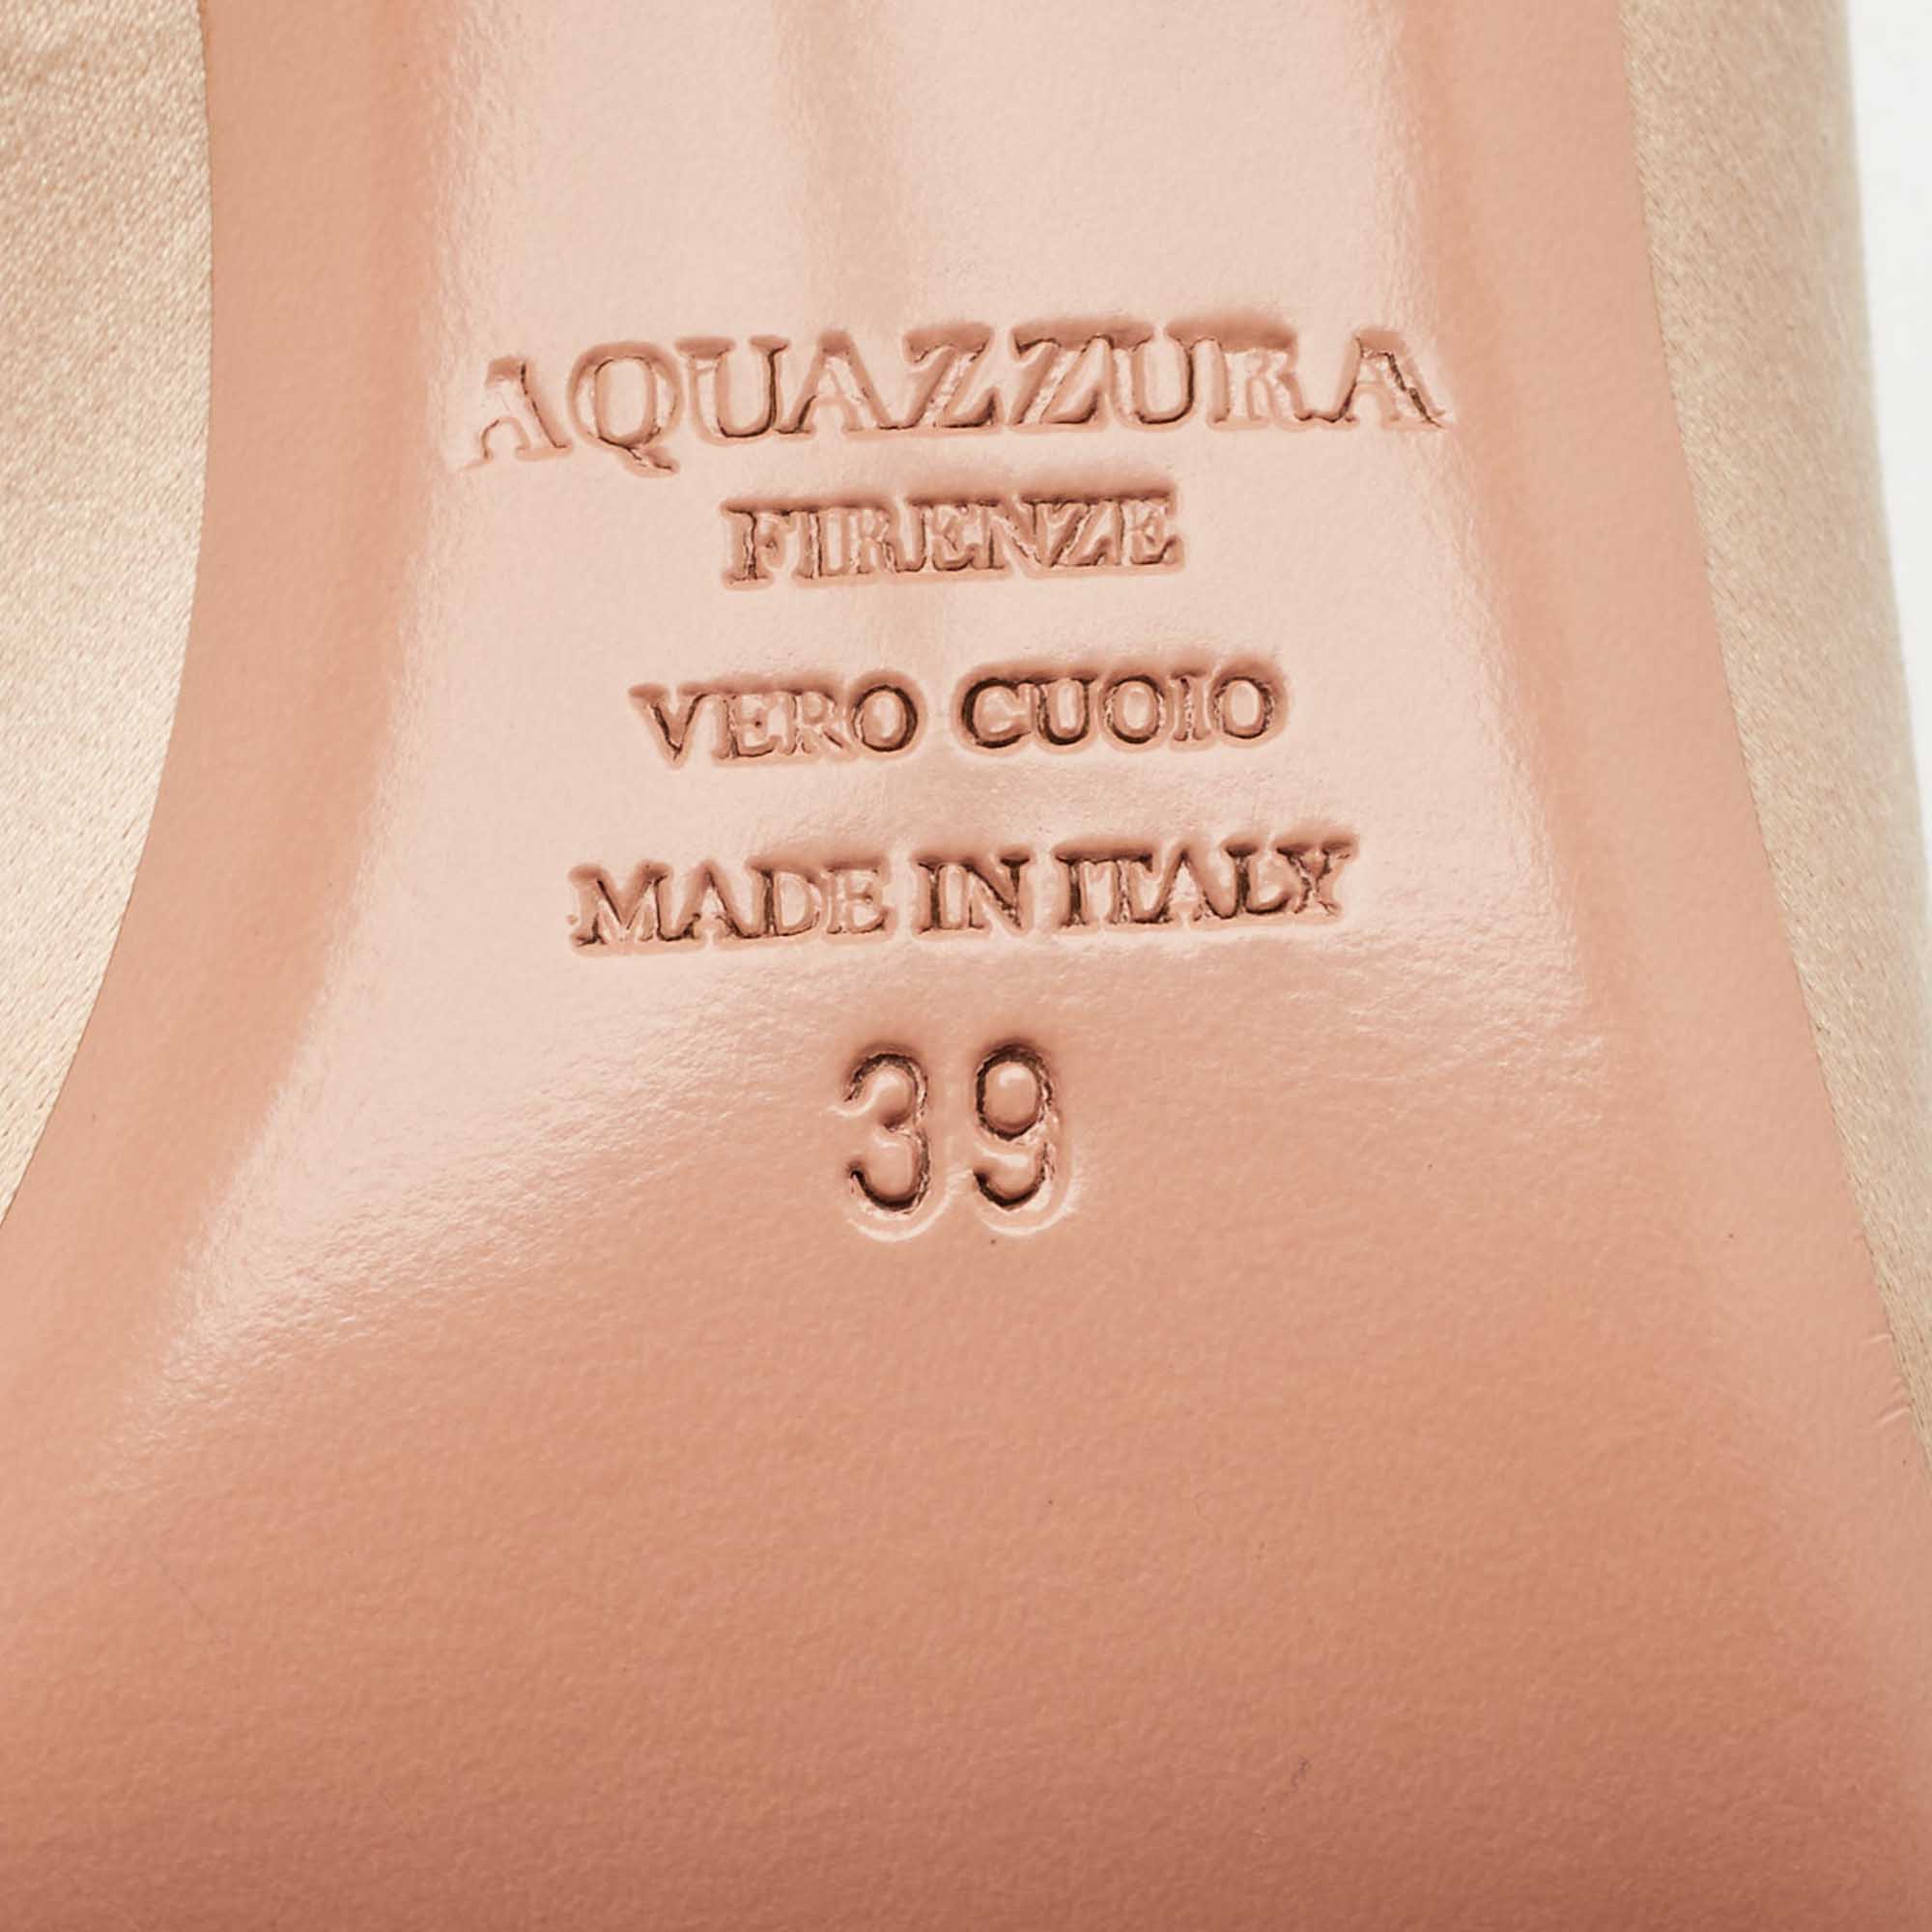 AQUAZZURA
FIRENZE
VERO CUOIO
MADE IN ITALY
39